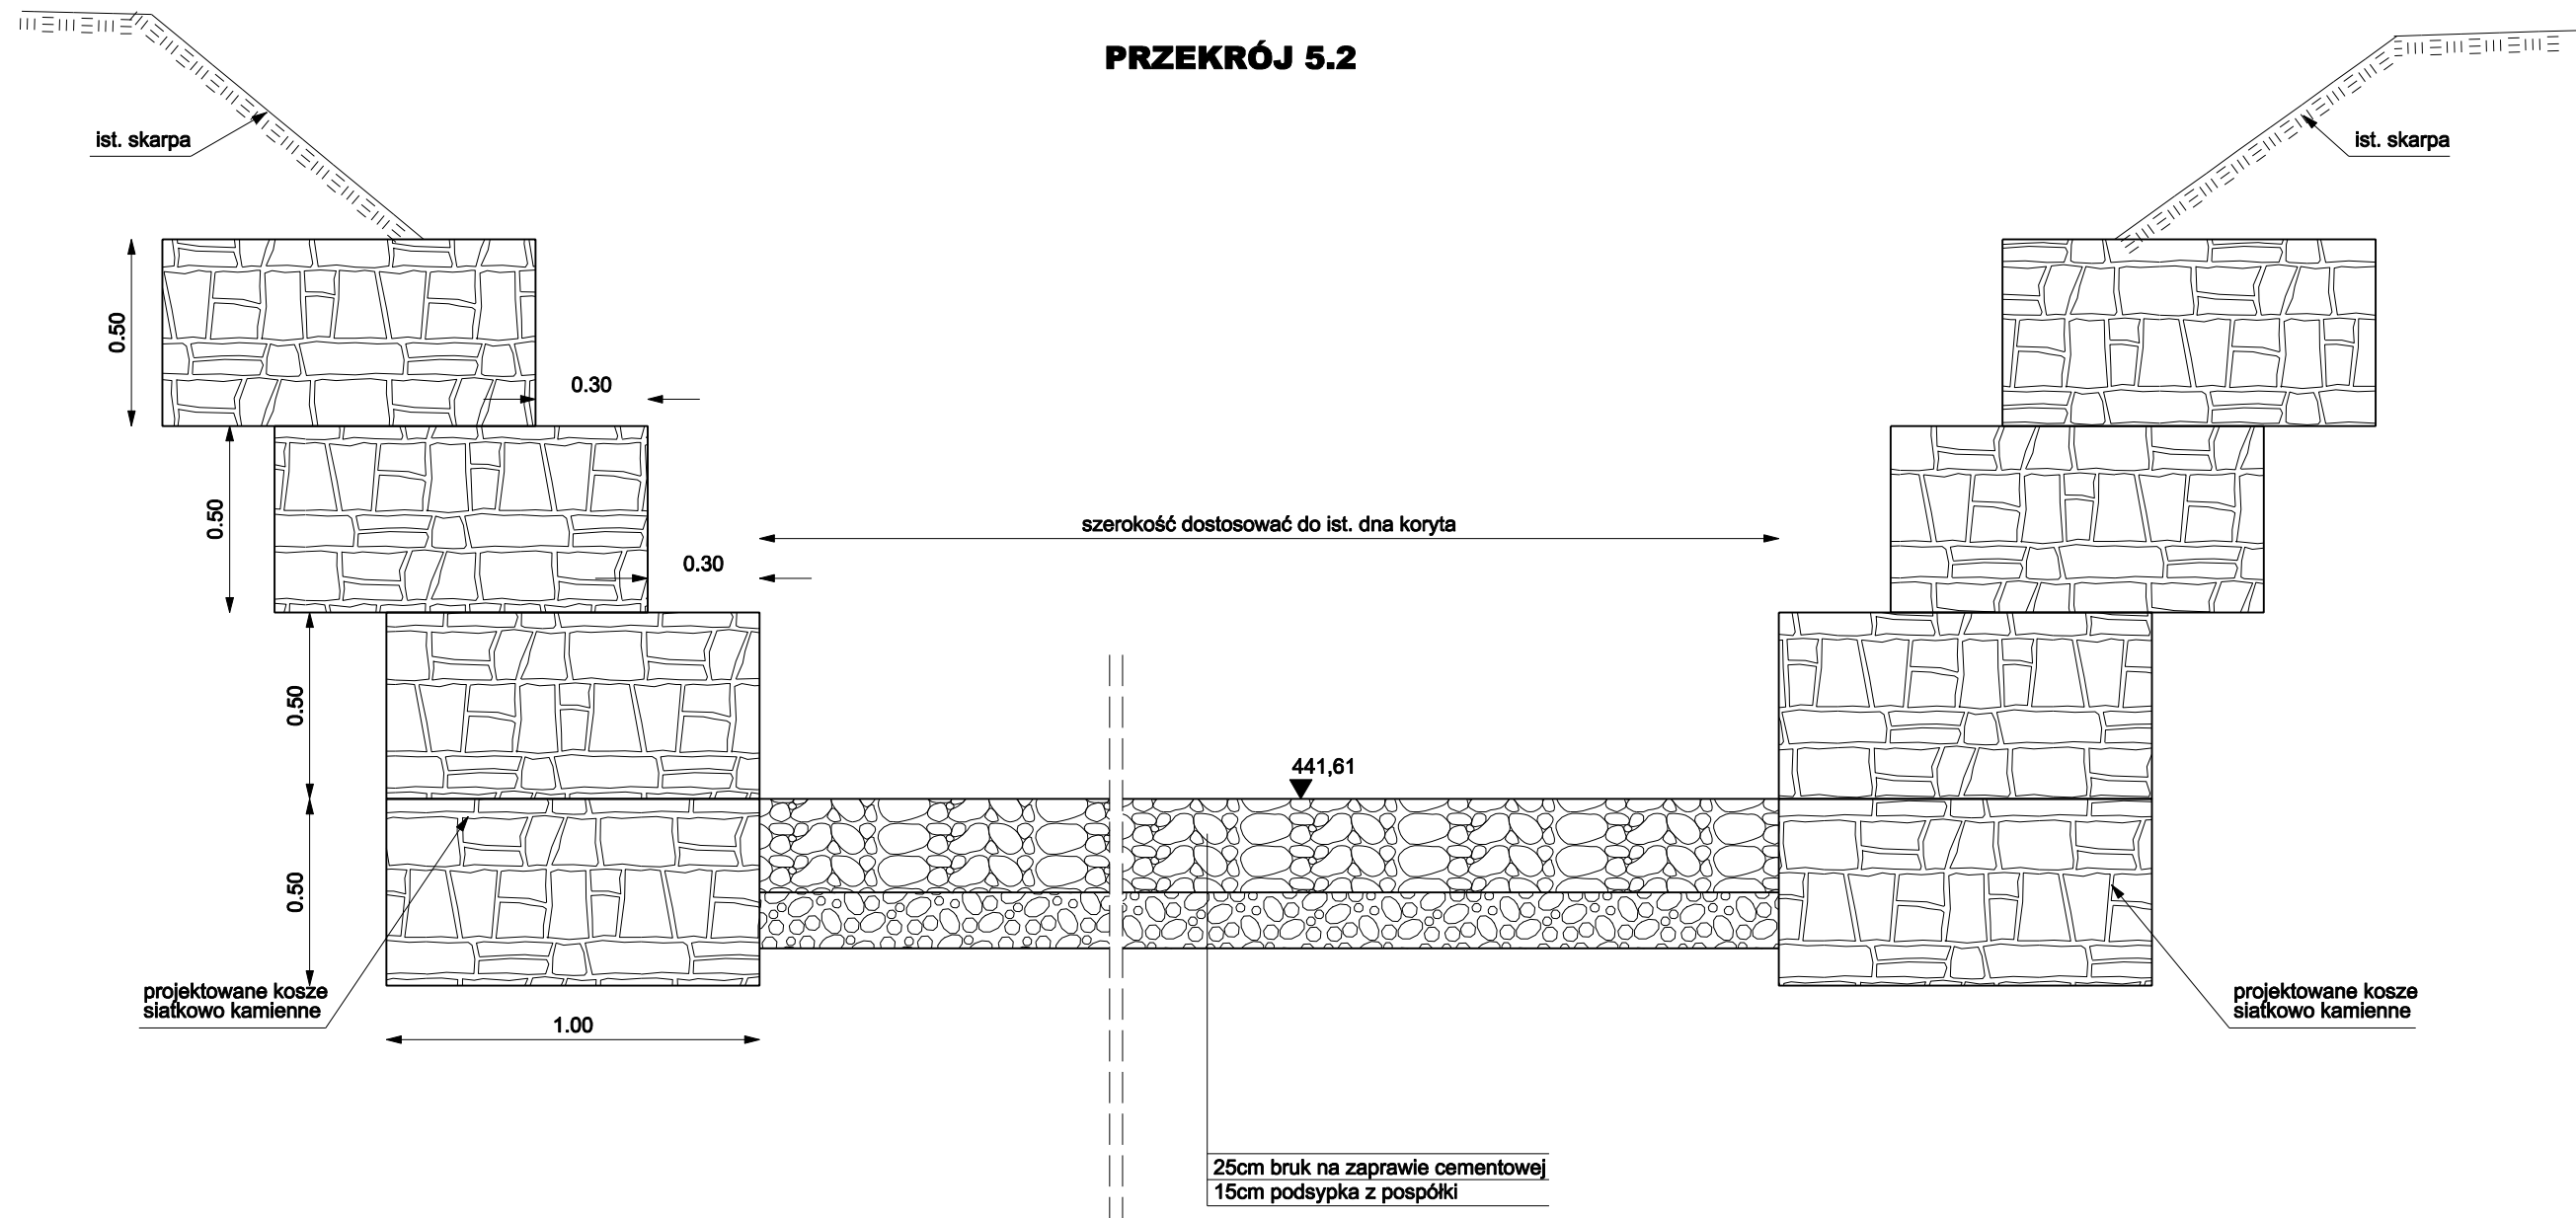 PRZEKRÓJ 5.2
ist. skarpa
ist. skarpa
0.50
0.30
0.50
szerokość dostosować do ist. dna koryta
0.30
0.50
441,61
0.50
projektowane kosze
siatkowo kamienne
projektowane kosze
siatkowo kamienne
1.00
25cm bruk na zaprawie cementowej
15cm podsypka z pospółki